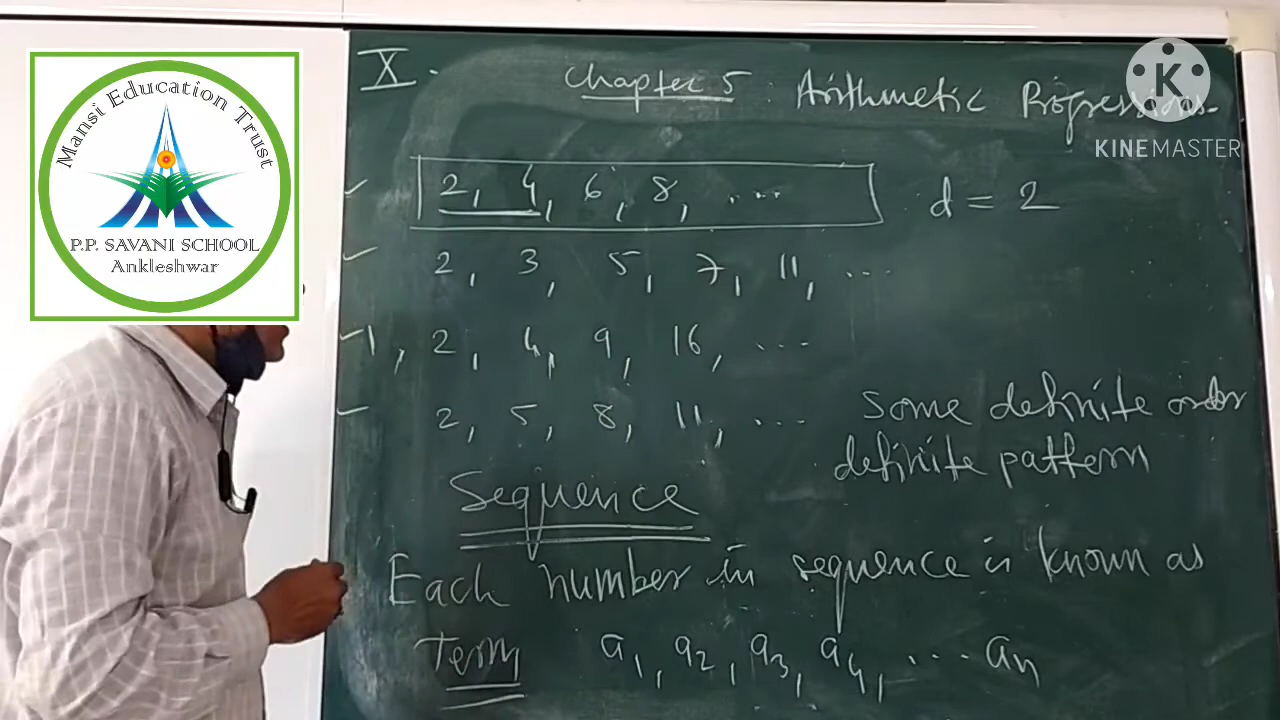 Mansi Education Trust
P.P. SAVANI SCHOOL
Ankleshwar
K
KINEMASTER
X.
Chapter 5 : Arithmetic Progressions.
2, 4, 6, 8, ... d = 2
2, 3, 5, 7, 11, ...
1, 2, 4, 9, 16, ...
2, 5, 8, 11, ...
some definite order
definite pattern
Sequence
Each number in sequence is known as
Term a1, a2, a3, a4, ... an